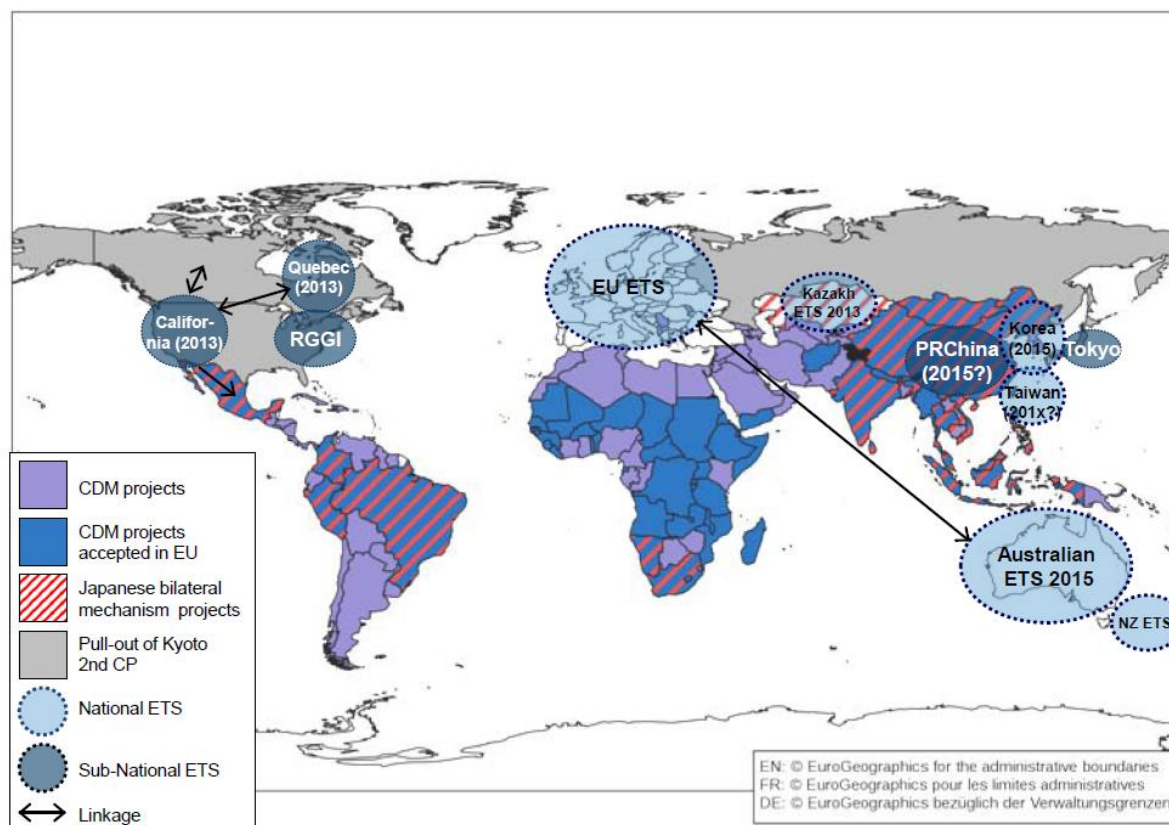 Quebec
(2013)
Califor-
nia (2013)
RGGI
EU ETS
Kazakh
ETS 2013
PRChina
(2015?)
Korea
(2015)
Tokyo
Taiwan
(201x?)
Australian
ETS 2015
NZ ETS
CDM projects
CDM projects
accepted in EU
Japanese bilateral
mechanism projects
Pull-out of Kyoto
2nd CP
National ETS
Sub-National ETS
Linkage
EN: © EuroGeographics for the administrative boundaries
FR: © EuroGeographics pour les limites administratives
DE: © EuroGeographics bezüglich der Verwaltungsgrenzen